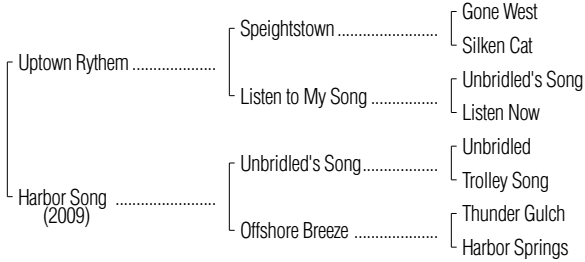 Gone West
Speightstown
Silken Cat
Uptown Rythem
Unbridled's Song
Listen to My Song
Listen Now
Unbridled
Unbridled's Song
Trolley Song
Harbor Song
(2009)
Thunder Gulch
Offshore Breeze
Harbor Springs